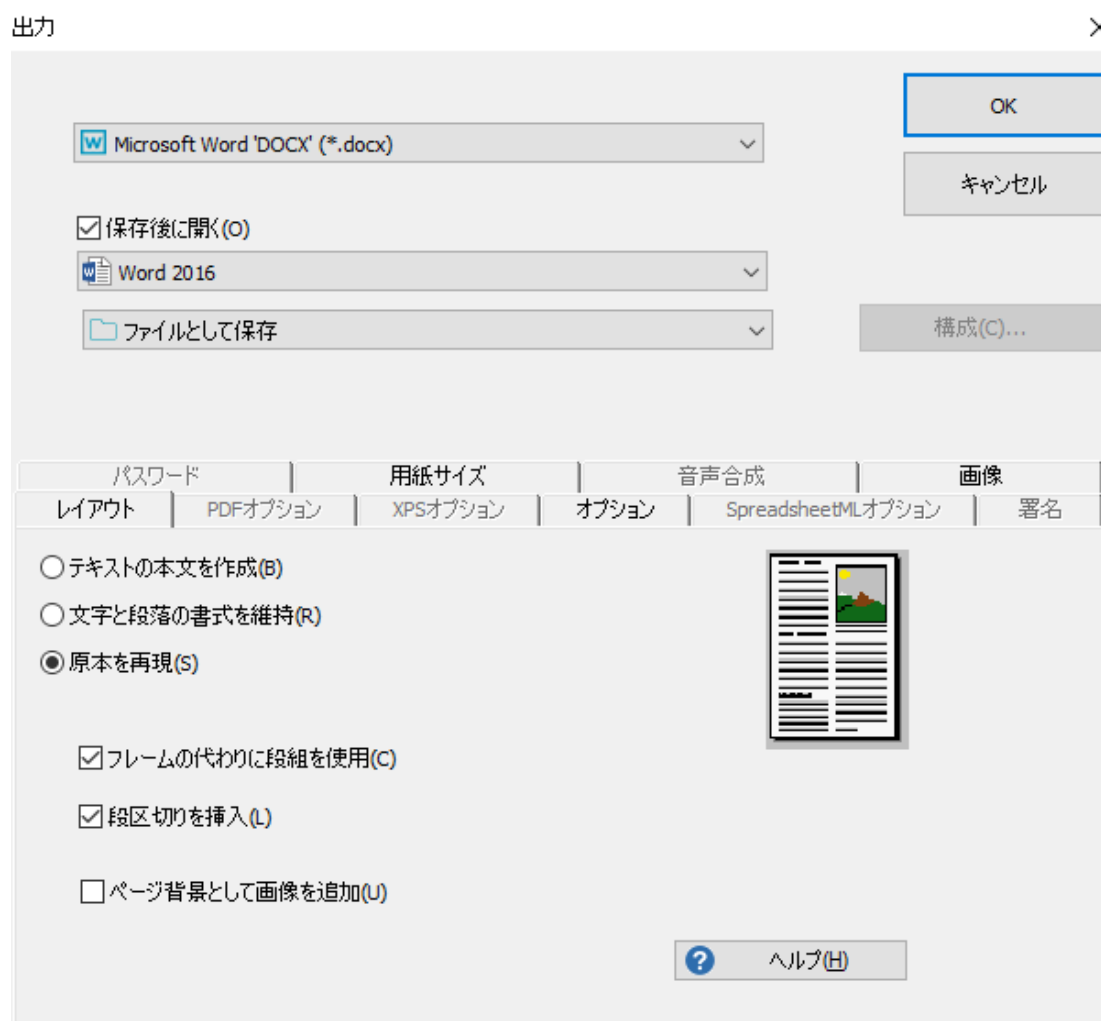 出力
OK
Microsoft Word 'DOCX' (*.docx)
キャンセル
保存後に開く(O)
Word 2016
ファイルとして保存
構成(C)...
パスワード 用紙サイズ 音声合成 画像
レイアウト PDFオプション XPSオプション オプション SpreadsheetMLオプション 署名
テキストの本文を作成(B)
文字と段落の書式を維持(R)
原本を再現(S)
フレームの代わりに段組を使用(C)
段区切りを挿入(L)
ページ背景として画像を追加(U)
ヘルプ(H)